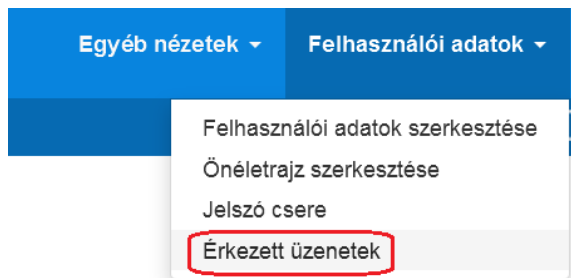 Egyéb nézetek Felhasználói adatok
Felhasználói adatok szerkesztése
Önéletrajz szerkesztése
Jelszó csere
Érkezett üzenetek